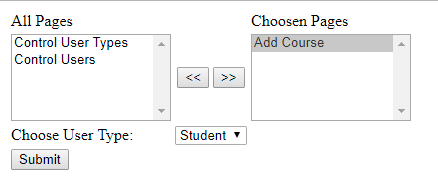 All Pages
Choosen Pages
Control User Types
Control Users
Add Course
<< >>
Choose User Type: Student
Submit